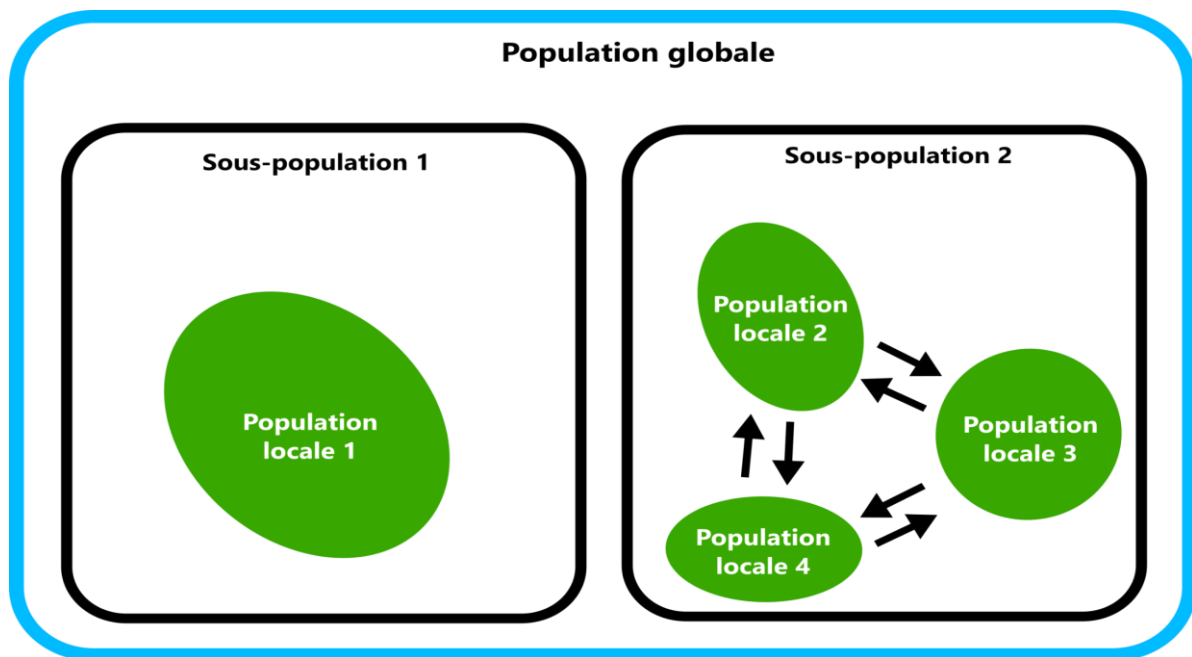 Population globale
Sous-population 1
Population
locale 1
Sous-population 2
Population
locale 2
Population
locale 3
Population
locale 4